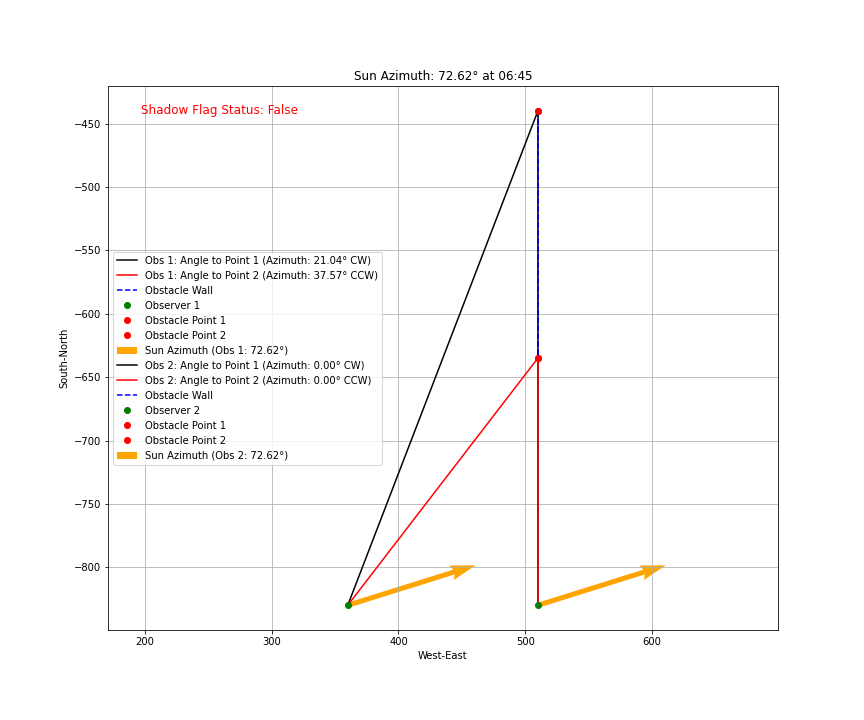 Sun Azimuth: 72.62° at 06:45
Shadow Flag Status: False
−450
−500
−550
−600
−650
−700
−750
−800
South-North
Obs 1: Angle to Point 1 (Azimuth: 21.04° CW)
Obs 1: Angle to Point 2 (Azimuth: 37.57° CCW)
Obstacle Wall
Observer 1
Obstacle Point 1
Obstacle Point 2
Sun Azimuth (Obs 1: 72.62°)
Obs 2: Angle to Point 1 (Azimuth: 0.00° CW)
Obs 2: Angle to Point 2 (Azimuth: 0.00° CCW)
Obstacle Wall
Observer 2
Obstacle Point 1
Obstacle Point 2
Sun Azimuth (Obs 2: 72.62°)
200 300 400 500 600
West-East